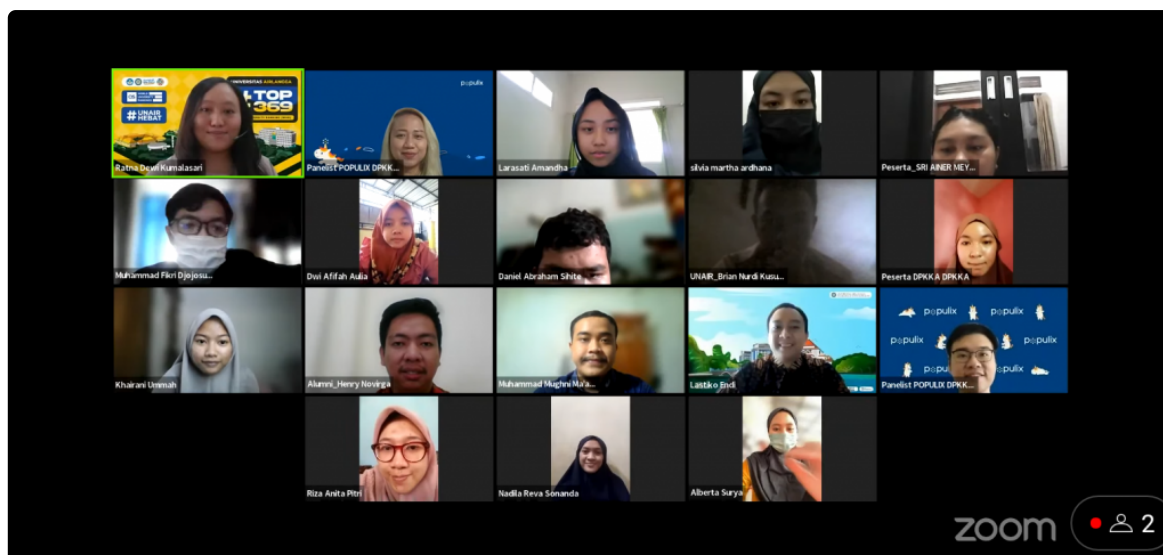 UNIVERSITAS AIRLANGGA
TOP
369
#UNAIR
HEBAT
Ratna Dewi Kumalasari
populix
Panelist POPULIX DPKK...
Larasati Amandha
silvia martha ardhana
Peserta_SRI AINER MEY...
Muhammad Fikri Djojosu...
Dwi Afifah Aulia
Daniel Abraham Sihite
UNAIR_Brian Nurdi Kusu...
Peserta DPKKA DPKKA
Khairani Ummah
Alumni_Henry Novirga
Muhammad Mughni Ma'a...
Lastiko Endi
populix populix
populix populix
popu opulix
Panelist POPULIX DPKK...
Riza Anita Pitri
Nadila Reva Sonanda
Alberta Surya
zoom
2